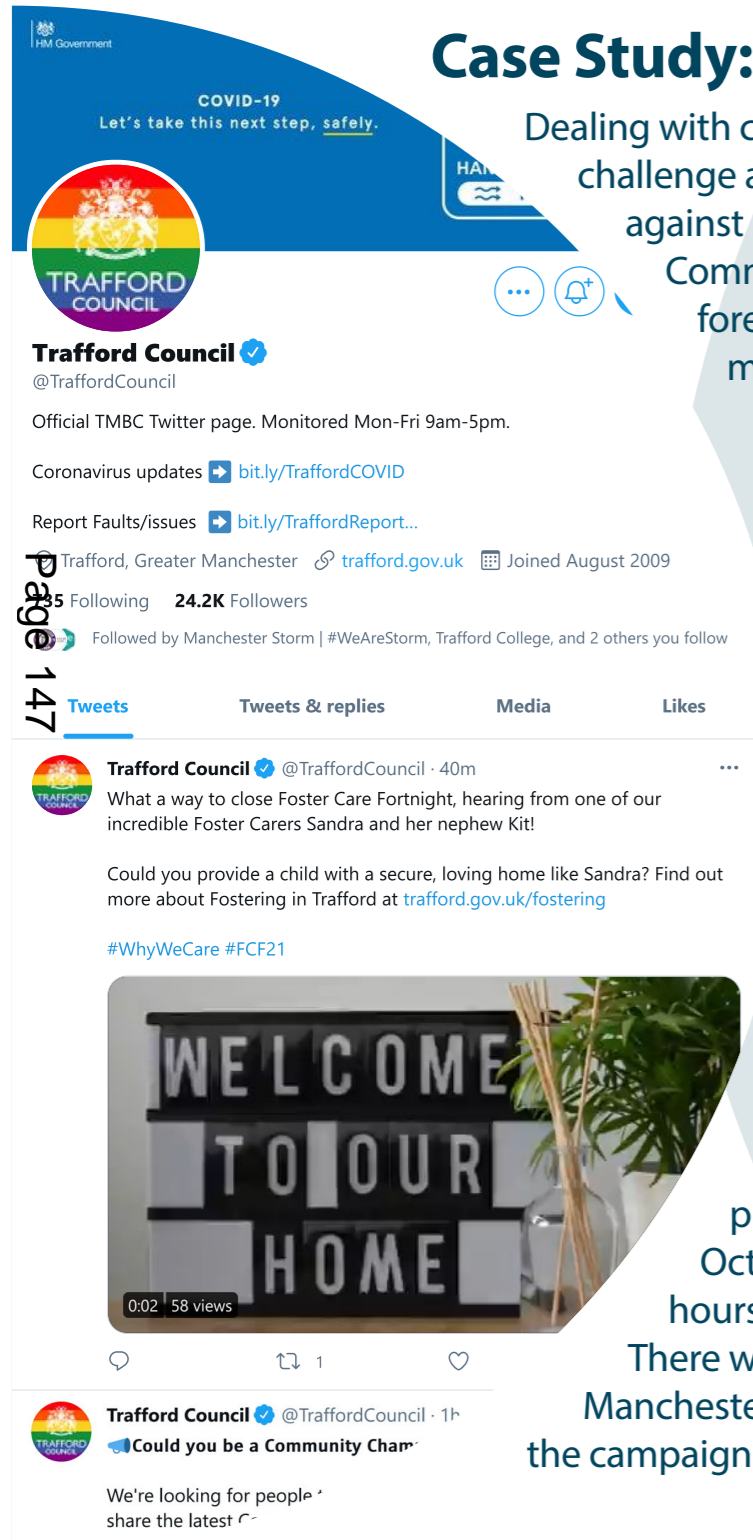 HM Government
COVID-19
Let's take this next step, safely.
TRAFFORD
COUNCIL
Trafford Council
@TraffordCouncil
Official TMBC Twitter page. Monitored Mon-Fri 9am-5pm.
Coronavirus updates ➡ bit.ly/TraffordCOVID
Report Faults/issues ➡ bit.ly/TraffordReport...
Trafford, Greater Manchester trafford.gov.uk Joined August 2009
Following 24.2K Followers
Followed by Manchester Storm | #WeAreStorm, Trafford College, and 2 others you follow
Page 147
Tweets Tweets & replies Media Likes
TRAFFORD
COUNCIL
Trafford Council @TraffordCouncil · 40m
What a way to close Foster Care Fortnight, hearing from one of our
incredible Foster Carers Sandra and her nephew Kit!
Could you provide a child with a secure, loving home like Sandra? Find out
more about Fostering in Trafford at trafford.gov.uk/fostering
#WhyWeCare #FCF21
WELCOME
TO OUR
HOME
0:02 58 views
1
TRAFFORD
COUNCIL
Trafford Council @TraffordCouncil · 1h
📢Could you be a Community
We're looking for people
share the latest
Case Study:
Dealing with
challenge
against
hours
There
the campaign